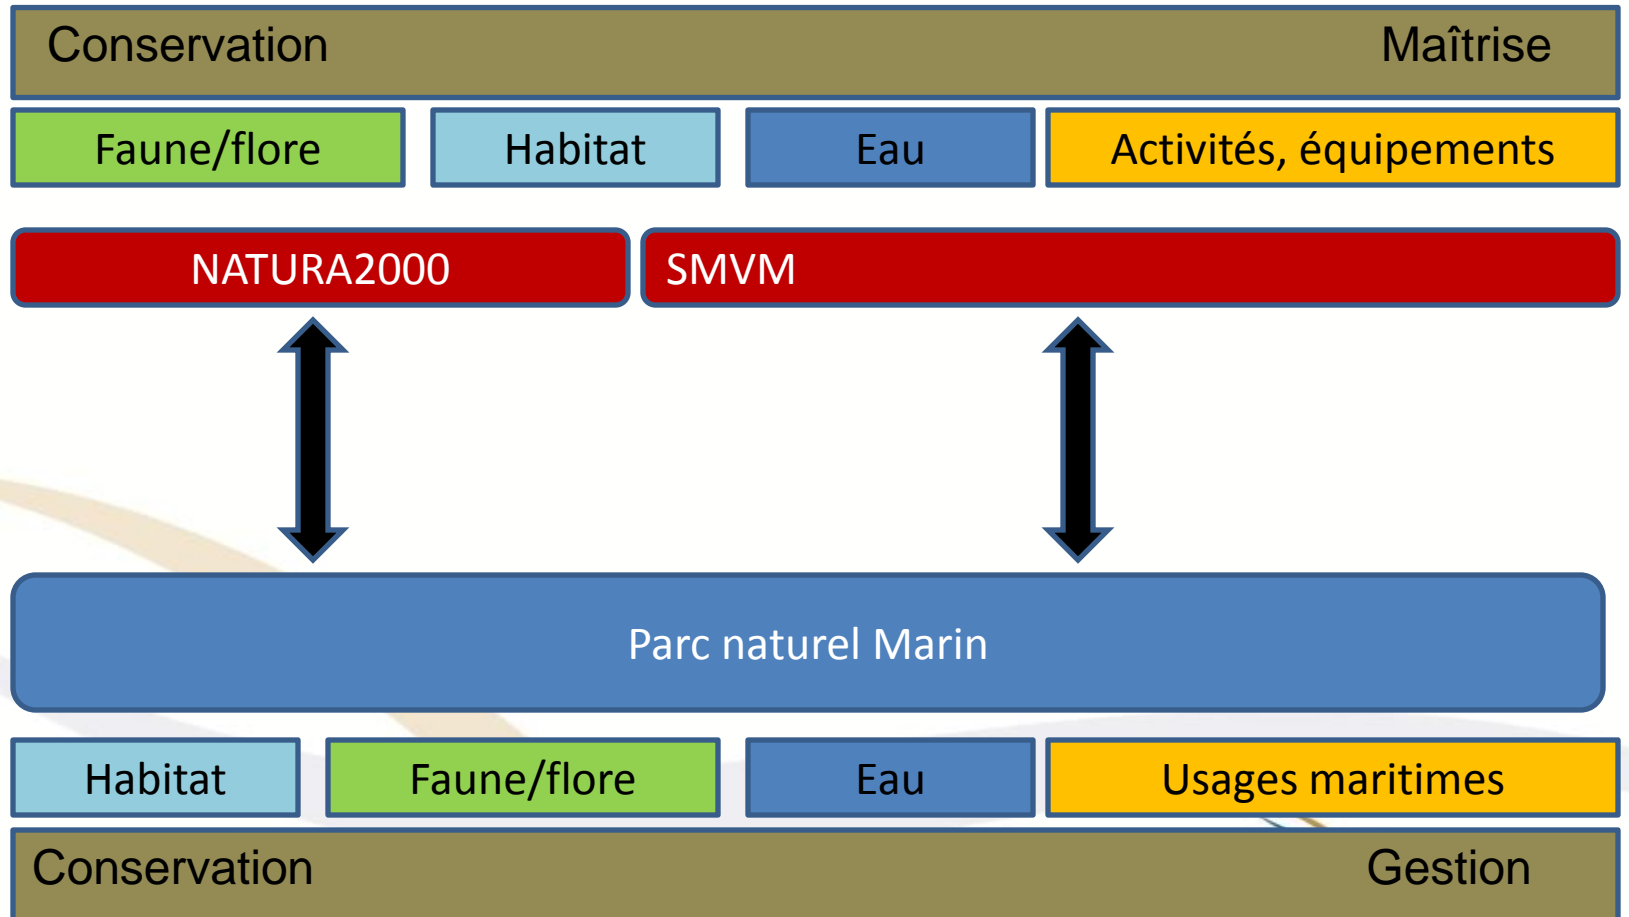 Conservation Maîtrise
Faune/flore Habitat Eau Activités, équipements
NATURA2000 SMVM
Parc naturel Marin
Habitat Faune/flore Eau Usages maritimes
Conservation Gestion